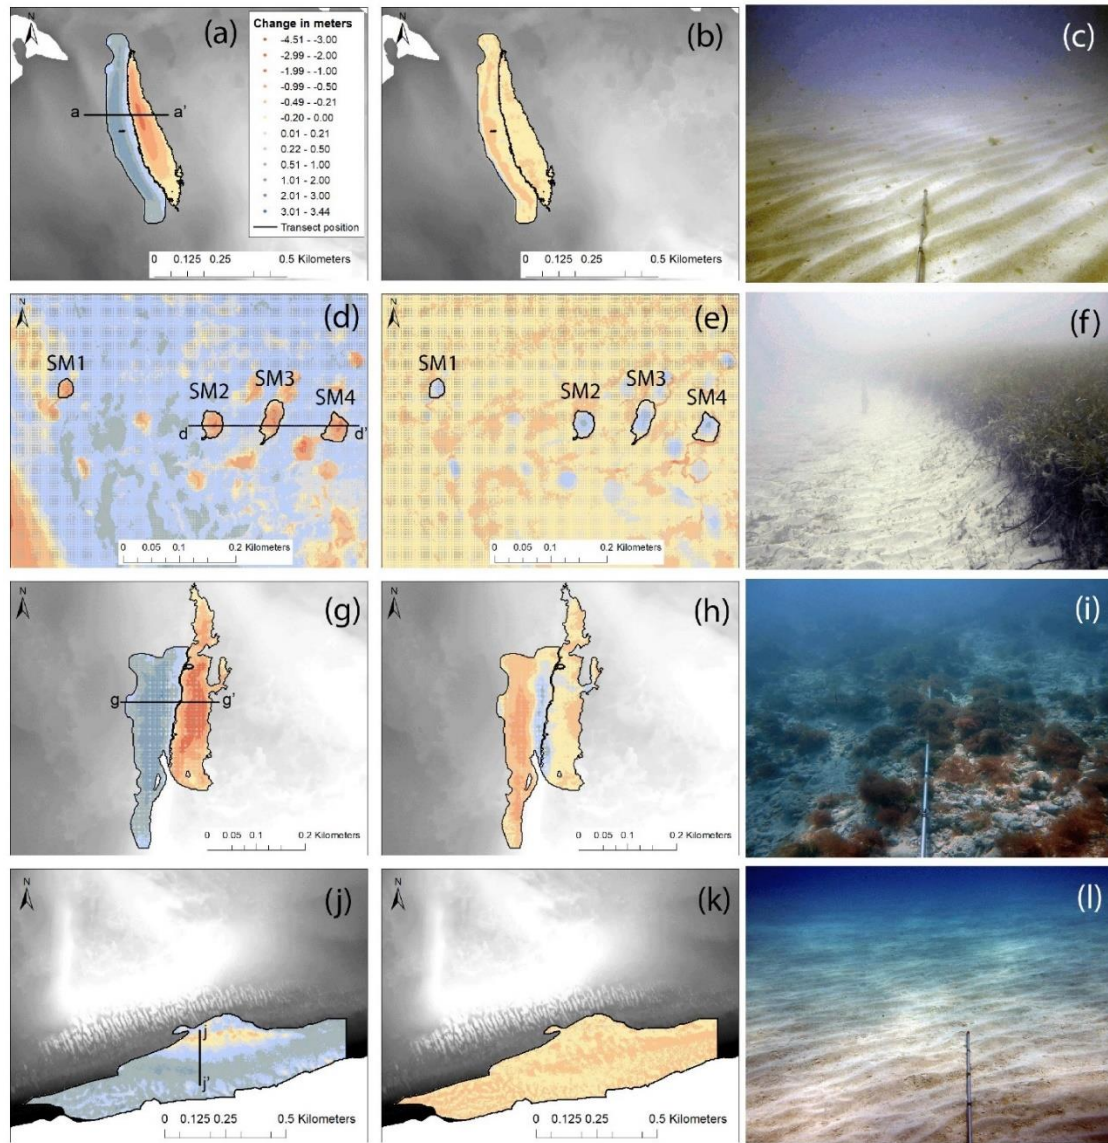 N
(a)
Change in meters
-4.51 - -3.00
-2.99 - -2.00
-1.99 - -1.00
-0.99 - -0.50
-0.49 - -0.21
-0.20 - 0.00
0.01 - 0.21
0.22 - 0.50
0.51 - 1.00
1.01 - 2.00
2.01 - 3.00
3.01 - 3.44
Transect position
a
a'
0 0.125 0.25 0.5 Kilometers
N
(b)
0 0.125 0.25 0.5 Kilometers
(c)
N
(d)
SM1
SM2
SM3
SM4
d
d'
0 0.05 0.1 0.2 Kilometers
N
(e)
SM1
SM2
SM3
SM4
0 0.05 0.1 0.2 Kilometers
(f)
N
(g)
g
g'
0 0.05 0.1 0.2 Kilometers
N
(h)
0 0.05 0.1 0.2 Kilometers
(i)
N
(j)
j
j'
0 0.125 0.25 0.5 Kilometers
N
(k)
0 0.125 0.25 0.5 Kilometers
(l)